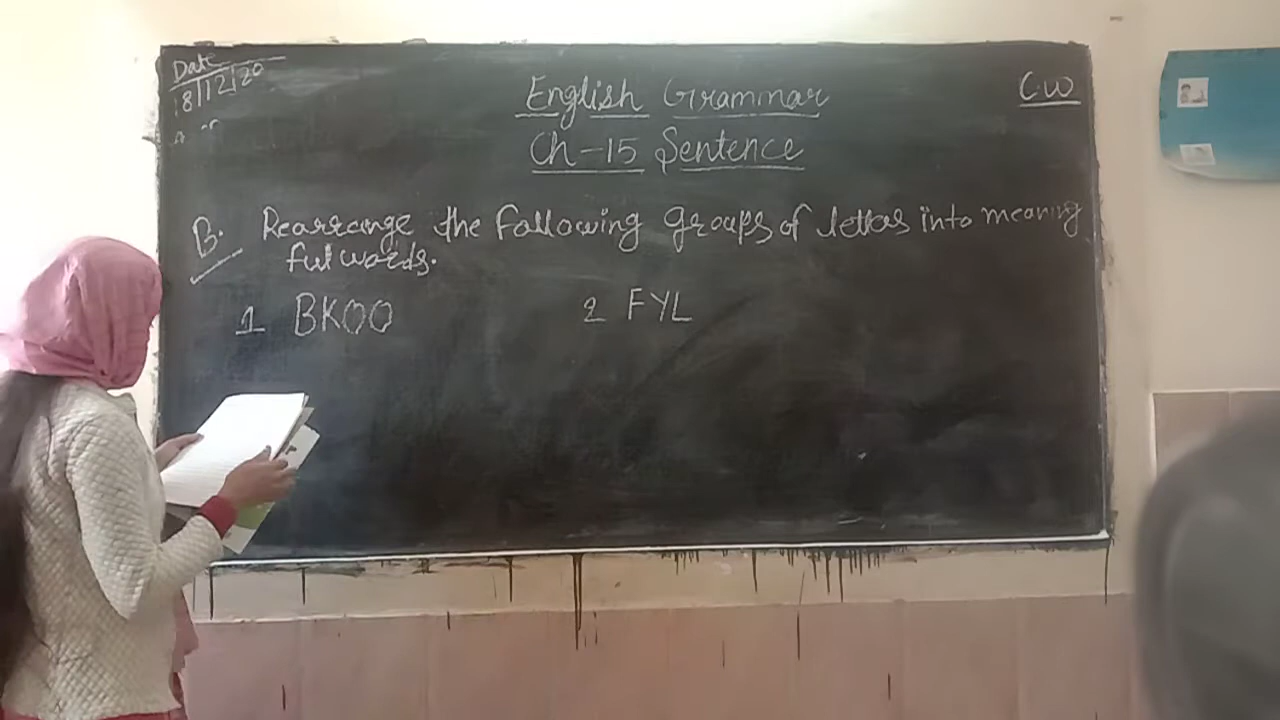 Date
18/12/20
English Grammar
CW
Ch-15 Sentence
B. Rearrange the following groups of letters into meaning
ful words.
1 BKOO 2 FYL